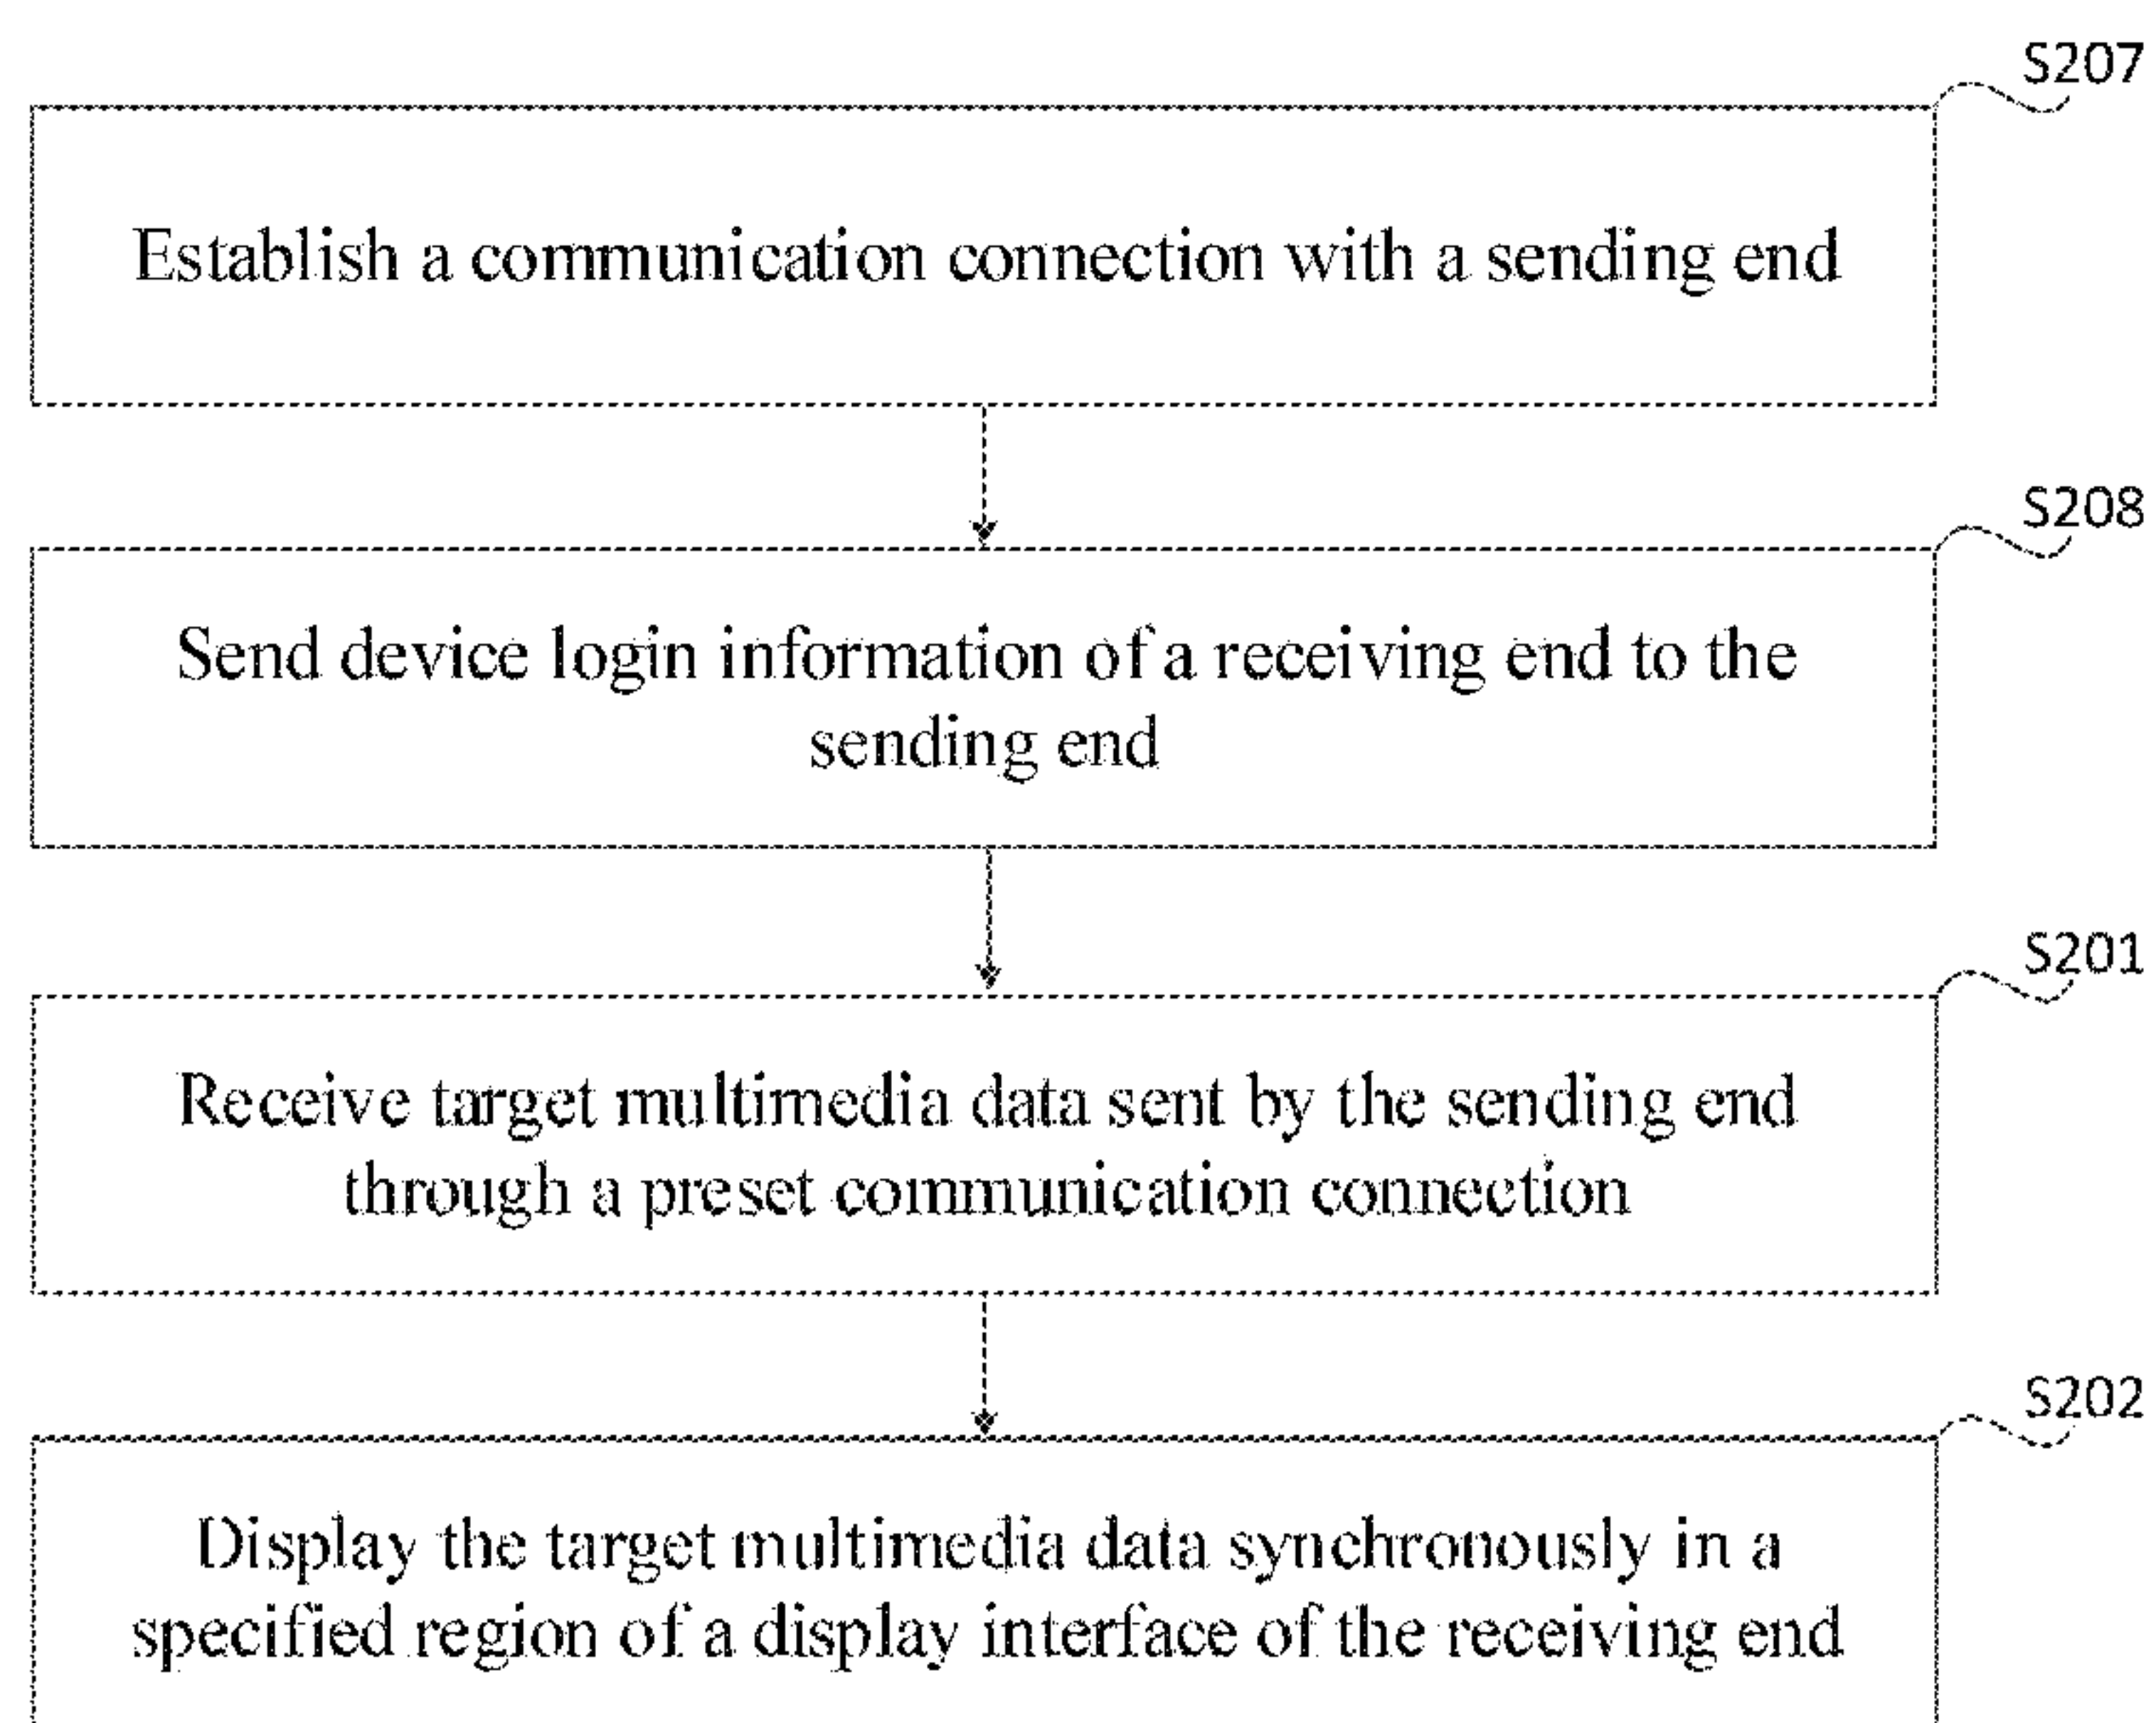 S207
Establish a communication connection with a sending end
S208
Send device login information of a receiving end to the
sending end
S201
Receive target multimedia data sent by the sending end
through a preset communication connection
S202
Display the target multimedia data synchronously in a
specified region of a display interface of the receiving end